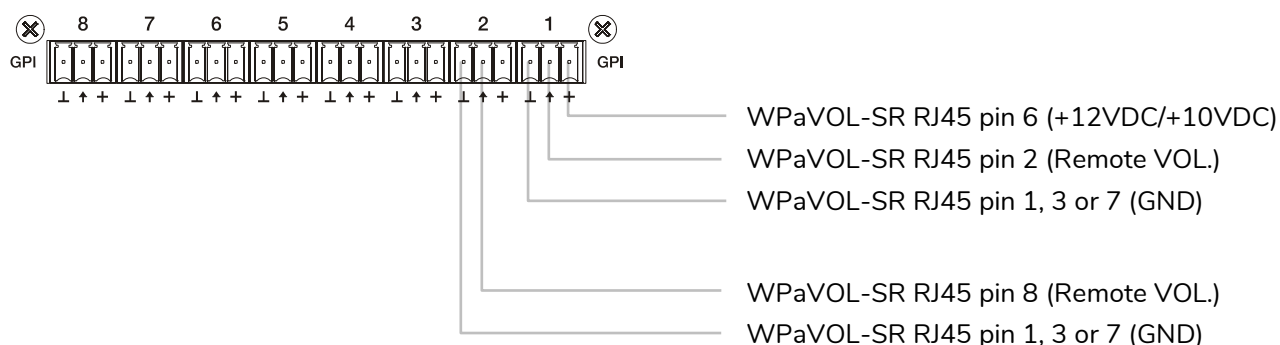 8 7 6 5 4 3 2 1
GPI GPI
⊥ ↑ + ⊥ ↑ + ⊥ ↑ + ⊥ ↑ + ⊥ ↑ + ⊥ ↑ + ⊥ ↑ + ⊥ ↑ +
WPaVOL-SR RJ45 pin 6 (+12VDC/+10VDC)
WPaVOL-SR RJ45 pin 2 (Remote VOL.)
WPaVOL-SR RJ45 pin 1, 3 or 7 (GND)
WPaVOL-SR RJ45 pin 8 (Remote VOL.)
WPaVOL-SR RJ45 pin 1, 3 or 7 (GND)